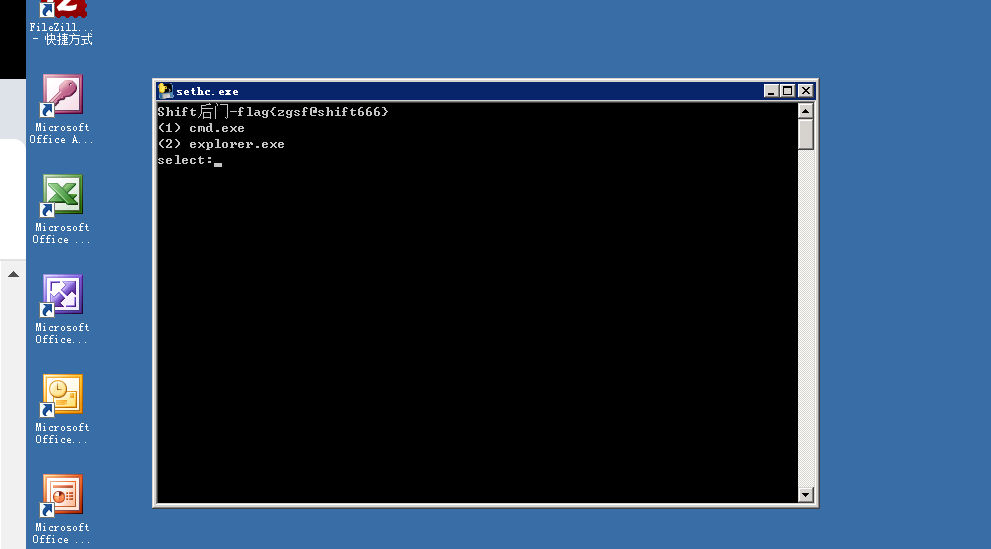 FileZill...
- 快捷方式
Microsoft
Office A...
Microsoft
Office ...
Microsoft
Office...
Microsoft
Office...
Microsoft
Office ...
sethc.exe
Shift后门-flag{zgsf@shift666}
(1) cmd.exe
(2) explorer.exe
select:_